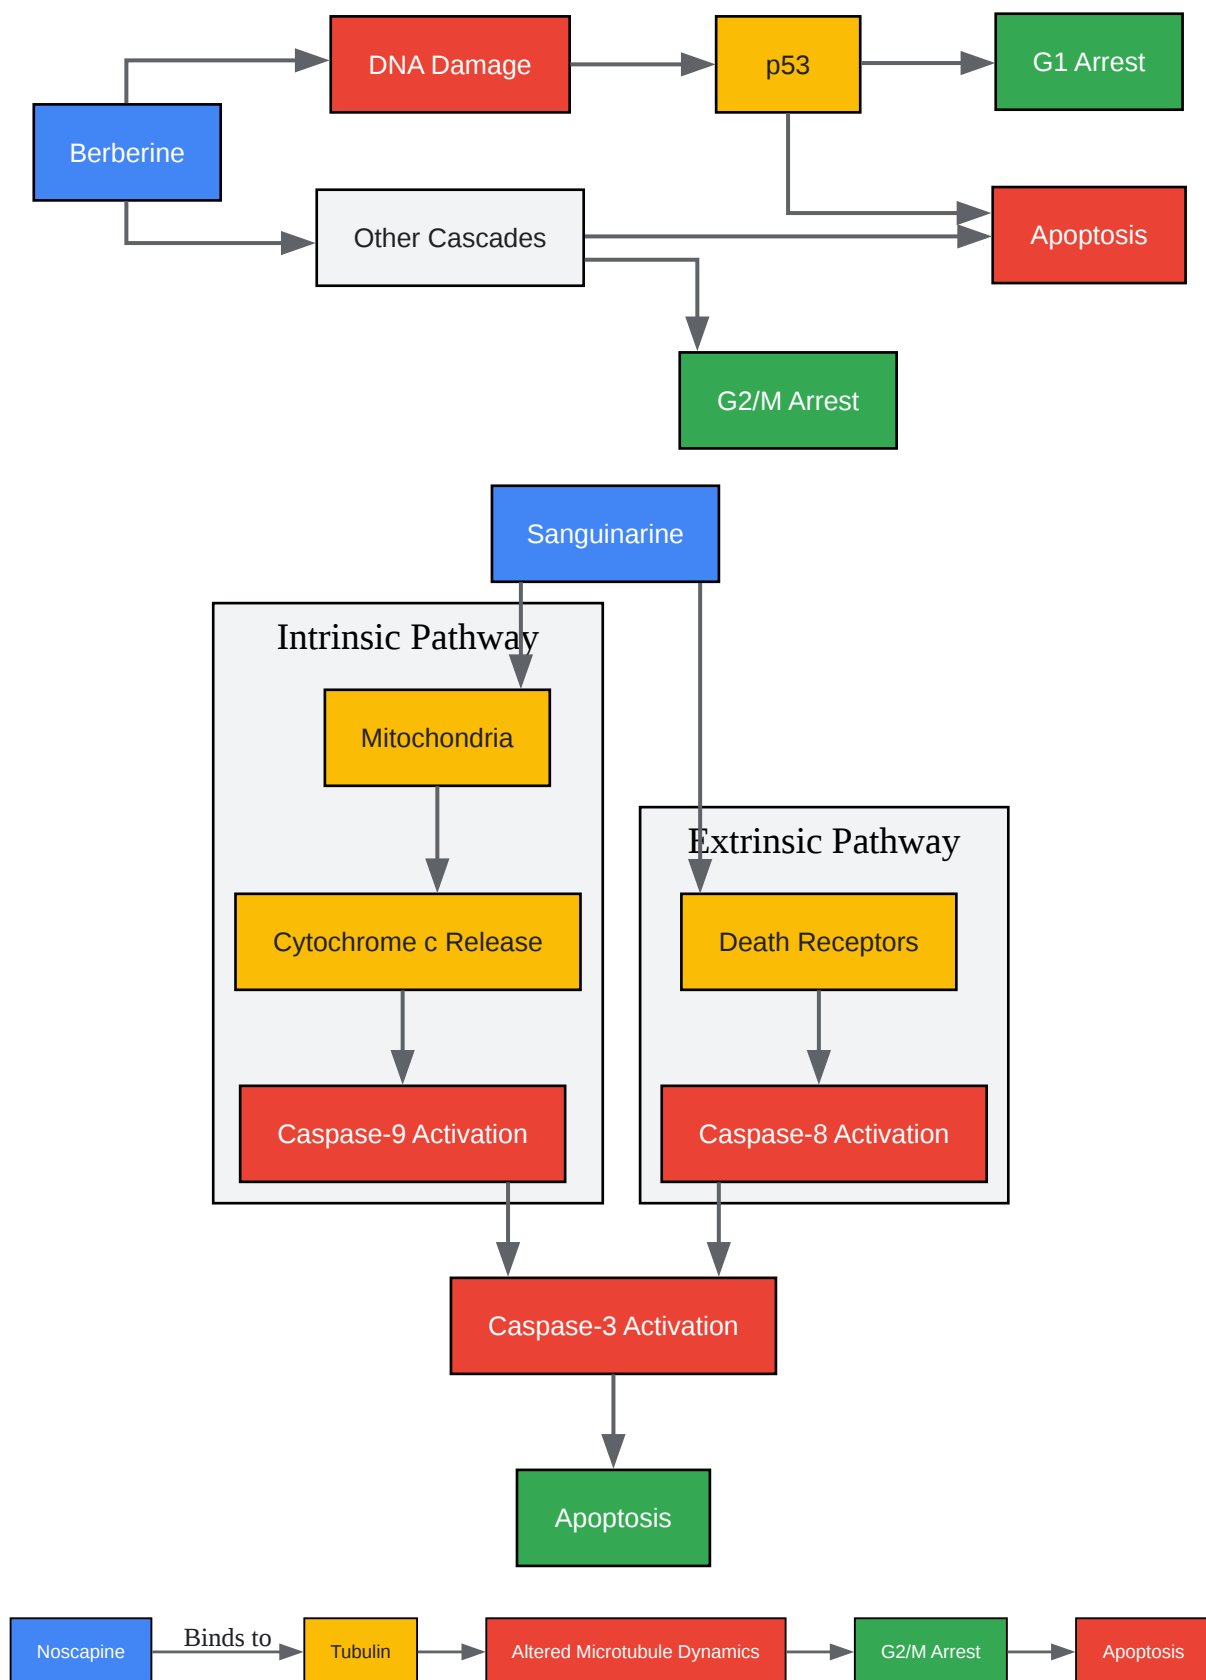 DNA Damage
p53
G1 Arrest
Berberine
Other Cascades
Apoptosis
G2/M Arrest
Sanguinarine
Intrinsic Pathway
Mitochondria
Extrinsic Pathway
Cytochrome c Release
Death Receptors
Caspase-9 Activation
Caspase-8 Activation
Caspase-3 Activation
Apoptosis
Noscapine
Binds to
Tubulin
Altered Microtubule Dynamics
G2/M Arrest
Apoptosis